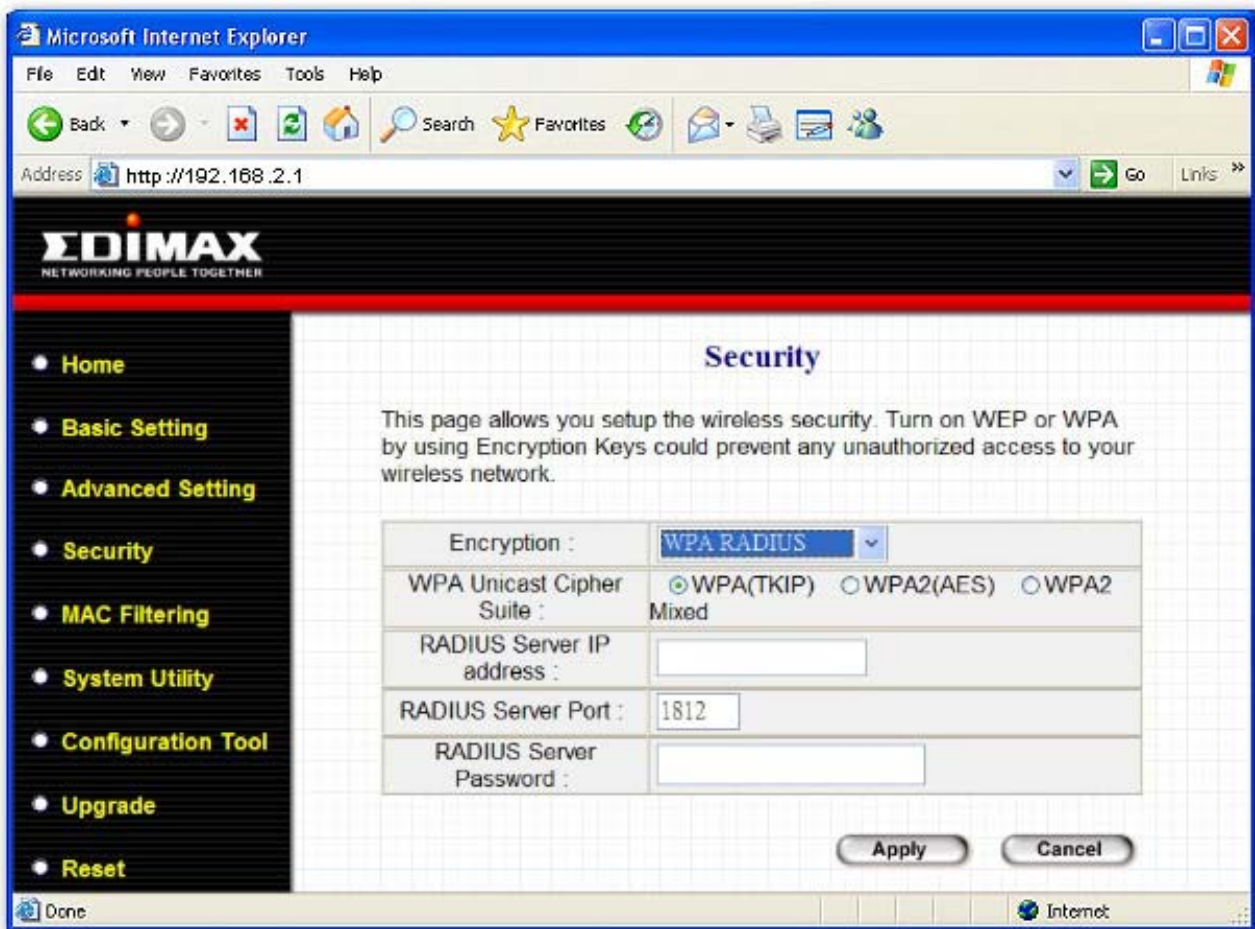 Microsoft Internet Explorer
File Edit View Favorites Tools Help
Back Search Favorites
Address http://192.168.2.1 Go Links »
EDIMAX
NETWORKING PEOPLE TOGETHER
Home
Basic Setting
Advanced Setting
Security
MAC Filtering
System Utility
Configuration Tool
Upgrade
Reset
Security
This page allows you setup the wireless security. Turn on WEP or WPA
by using Encryption Keys could prevent any unauthorized access to your
wireless network.
Encryption : WPA RADIUS
WPA Unicast Cipher
Suite :
WPA(TKIP) WPA2(AES) WPA2
Mixed
RADIUS Server IP
address :
RADIUS Server Port : 1812
RADIUS Server
Password :
Apply Cancel
Done Internet